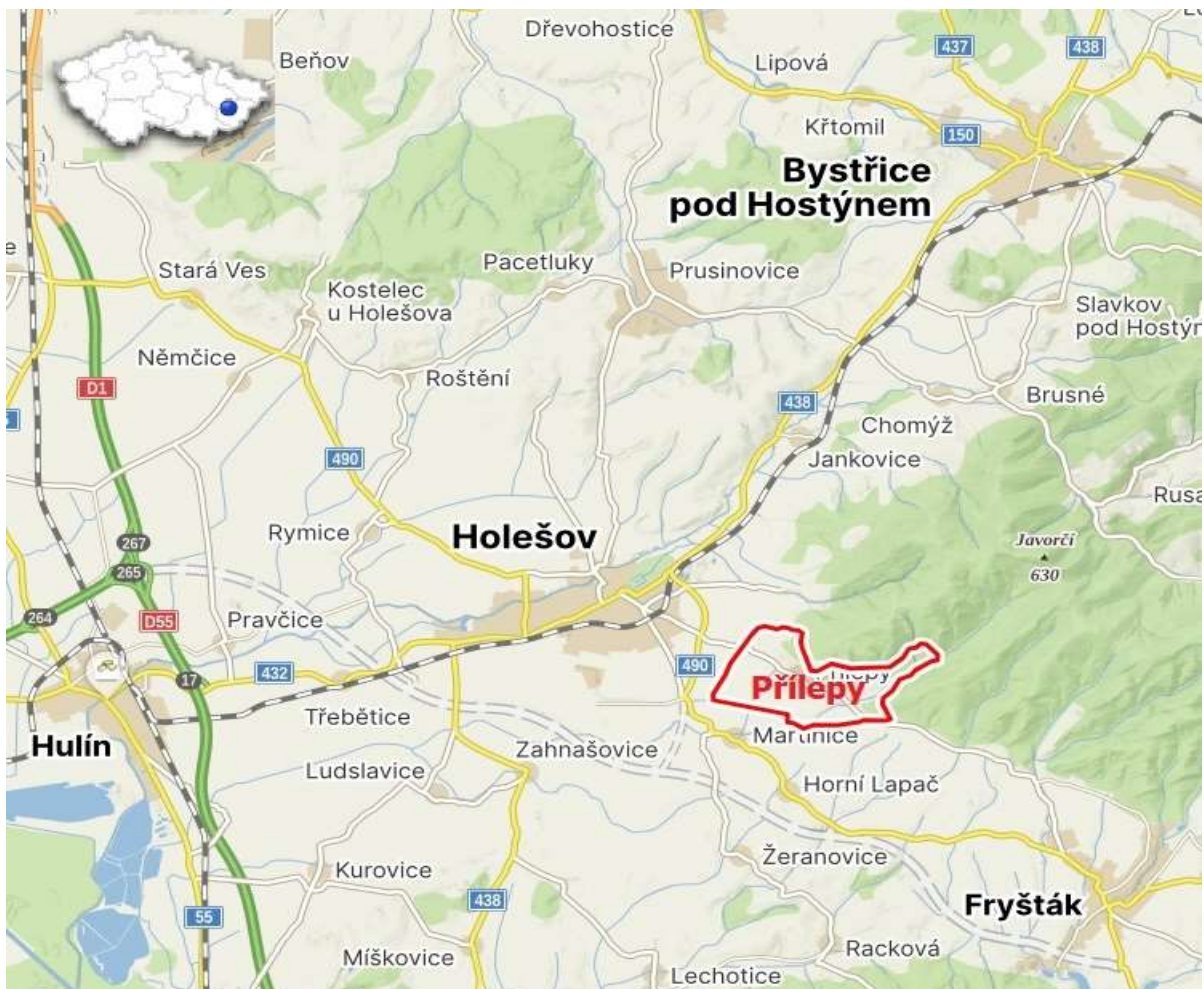 Dřevohostice
437
438
Beňov
Lipová
Křtomil
150
Bystřice
pod Hostýnem
Stará Ves
Pacetluky
Prusinovice
Kostelec
u Holešova
Slavkov
Němčice
Roštění
D1
Brusné
438
Chomýž
490
Jankovice
Rymice
Holešov
Javorčí
630
267
265
264
D55
Pravčice
17
432
490
Přílepy
Třebětice
Martinice
Hulín
Zahnašovice
Ludslavice
Horní Lapač
Kurovice
Žeranovice
438
55
Fryšták
Míškovice
Racková
Lechotice